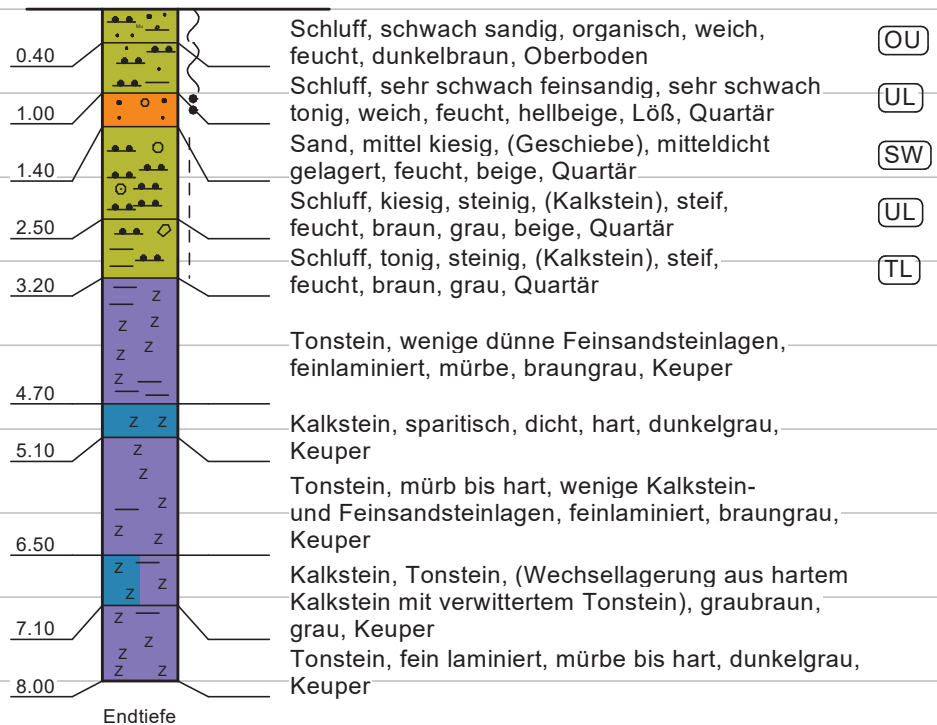 Schluff, schwach sandig, organisch, weich,
feucht, dunkelbraun, Oberboden
0.40
OU
Schluff, sehr schwach feinsandig, sehr schwach
tonig, weich, feucht, hellbeige, Löß, Quartär
1.00
UL
Sand, mittel kiesig, (Geschiebe), mitteldicht
gelagert, feucht, beige, Quartär
1.40
SW
Schluff, kiesig, steinig, (Kalkstein), steif,
feucht, braun, grau, beige, Quartär
2.50
UL
Schluff, tonig, steinig, (Kalkstein), steif,
feucht, braun, grau, Quartär
3.20
TL
Tonstein, wenige dünne Feinsandsteinlagen,
feinlaminiert, mürbe, braungrau, Keuper
4.70
Kalkstein, sparitisch, dicht, hart, dunkelgrau,
Keuper
5.10
Tonstein, mürb bis hart, wenige Kalkstein-
und Feinsandsteinlagen, feinlaminiert, braungrau,
Keuper
6.50
Kalkstein, Tonstein, (Wechsellagerung aus hartem
Kalkstein mit verwittertem Tonstein), graubraun,
grau, Keuper
7.10
Tonstein, fein laminiert, mürbe bis hart, dunkelgrau,
Keuper
8.00
Endtiefe